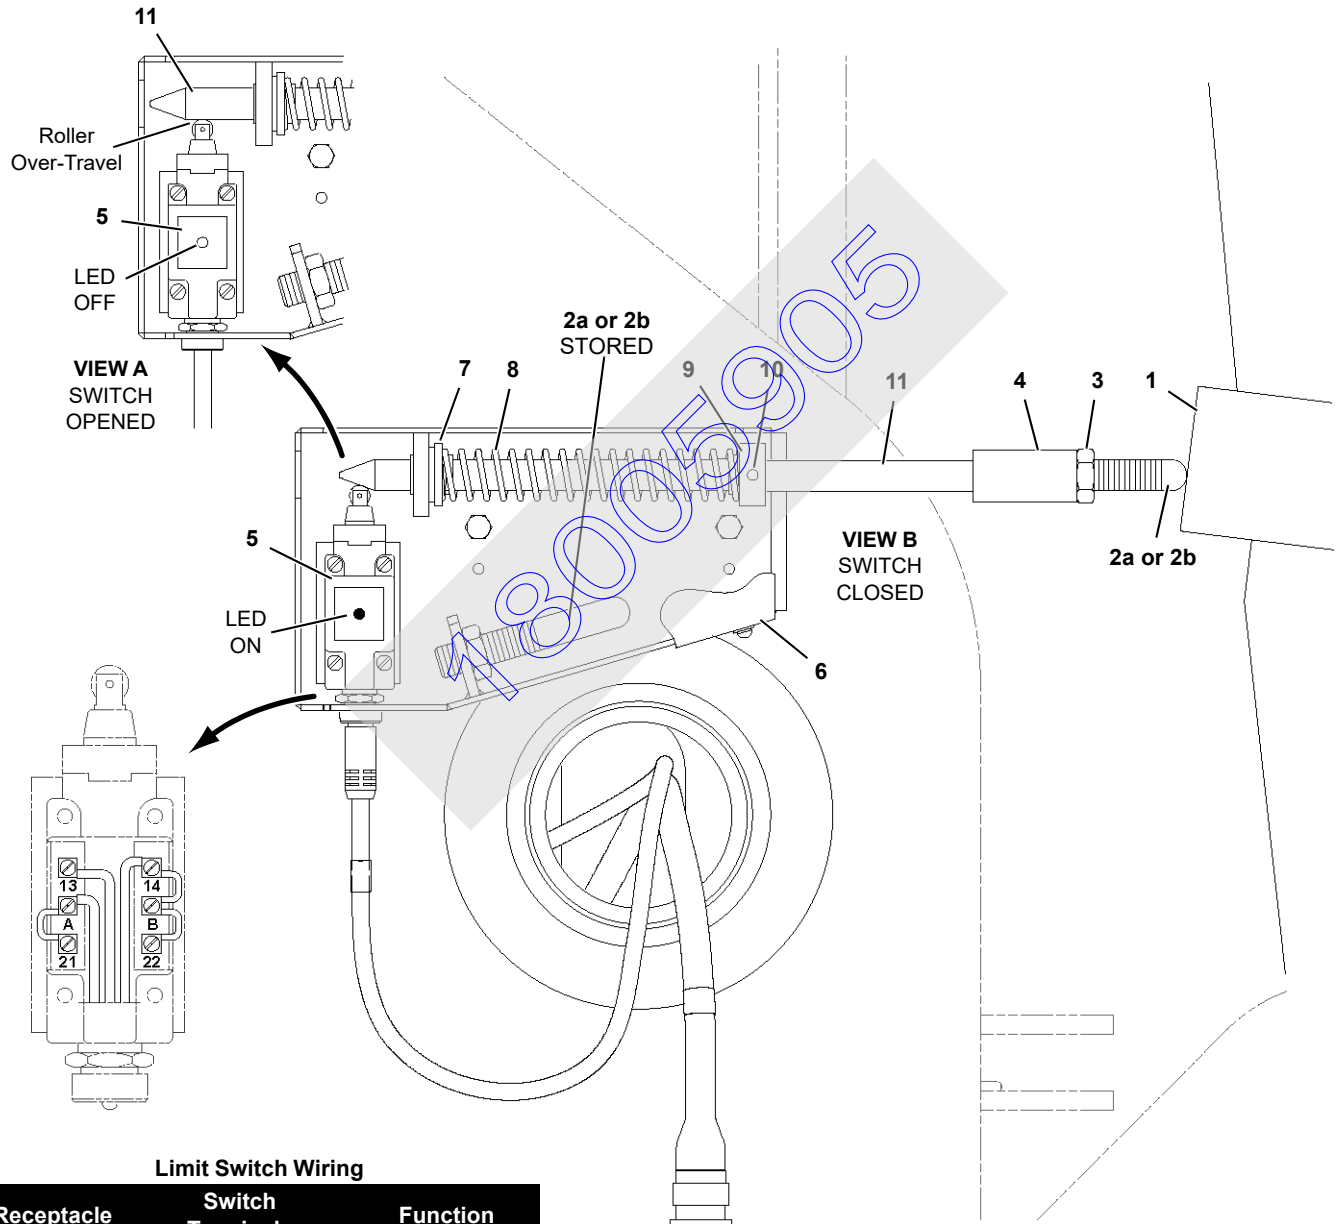 11
Roller
Over-Travel
5
LED
OFF
VIEW A
SWITCH
OPENED
2a or 2b
STORED
7
8
9
10
11
4
3
1
5
LED
ON
VIEW B
SWITCH
CLOSED
2a or 2b
6
18005905
13
14
A
B
21
22
Limit Switch Wiring
Receptacle
Switch
Function